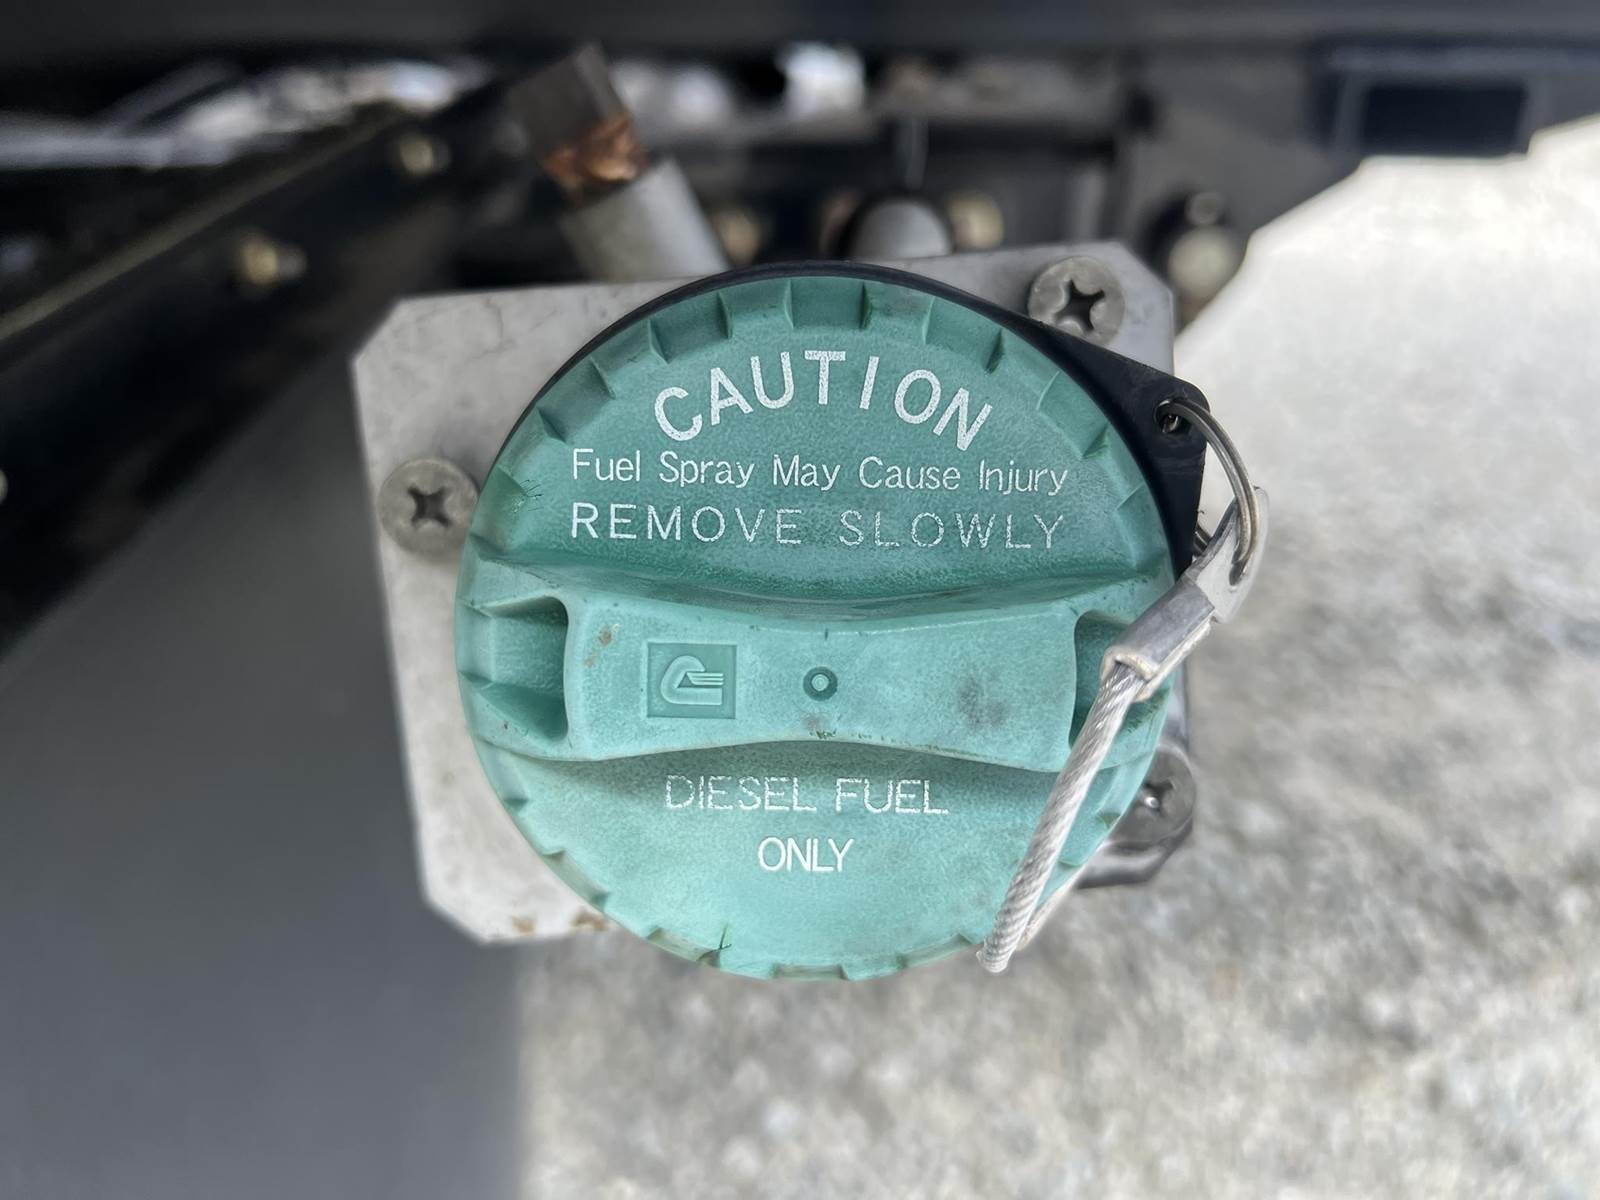 CAUTION
Fuel Spray May Cause Injury
REMOVE SLOWLY
DIESEL FUEL
ONLY